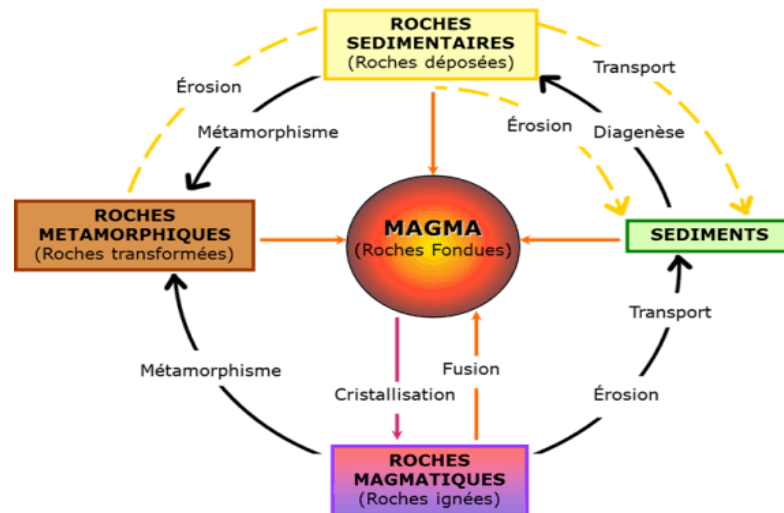 ROCHES
SEDIMENTAIRES
(Roches déposées)
Transport
Érosion
Métamorphisme
Érosion
Diagenèse
ROCHES
METAMORPHIQUES
(Roches transformées)
MAGMA
(Roches Fondues)
SEDIMENTS
Transport
Métamorphisme
Fusion
Cristallisation
Érosion
ROCHES
MAGMATIQUES
(Roches ignées)